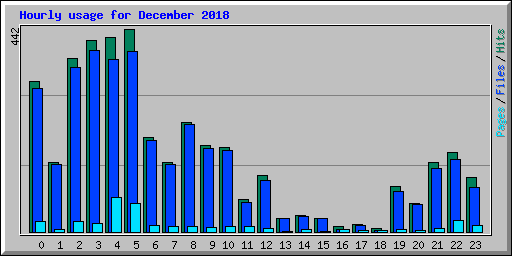 Hourly usage for December 2018
442
Pages/Files/Hits
0 1 2 3 4 5 6 7 8 9 10 11 12 13 14 15 16 17 18 19 20 21 22 23